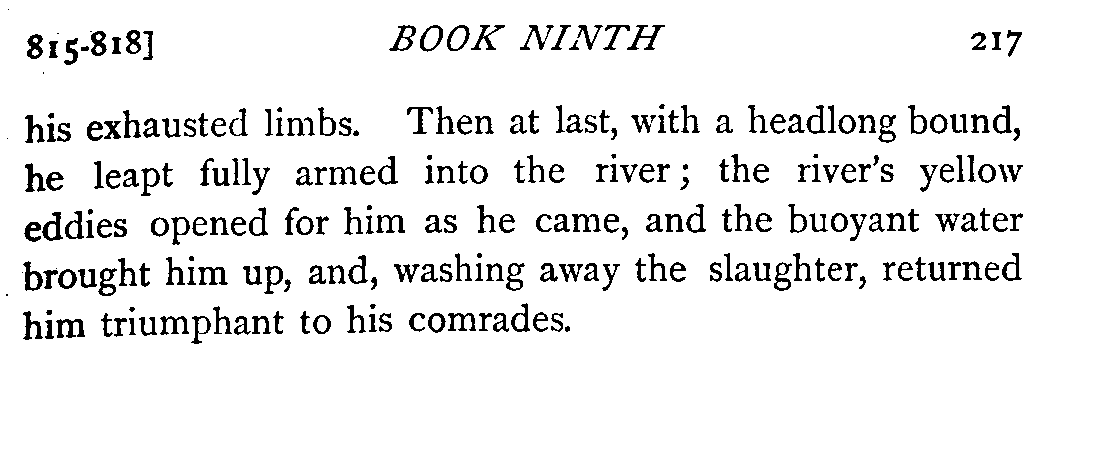 815-818] BOOK NINTH 217
his exhausted limbs. Then at last, with a headlong bound,
he leapt fully armed into the river; the river's yellow
eddies opened for him as he came, and the buoyant water
brought him up, and, washing away the slaughter, returned
him triumphant to his comrades.